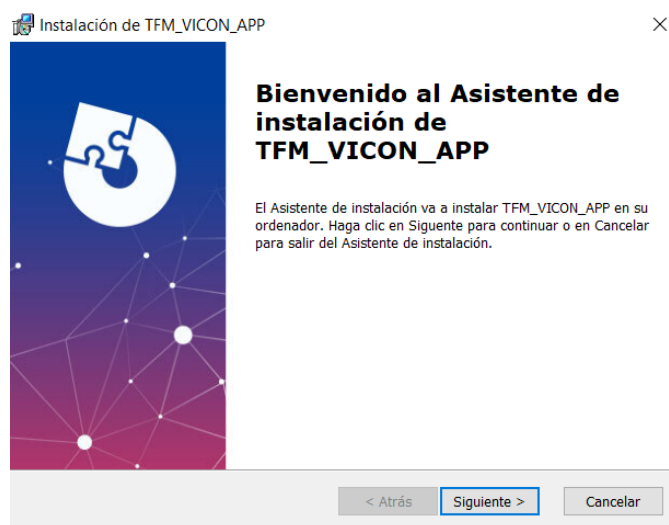 Instalación de TFM_VICON_APP
Bienvenido al Asistente de
instalación de
TFM_VICON_APP
El Asistente de instalación va a instalar TFM_VICON_APP en su
ordenador. Haga clic en Siguente para continuar o en Cancelar
para salir del Asistente de instalación.
< Atrás
Siguiente >
Cancelar